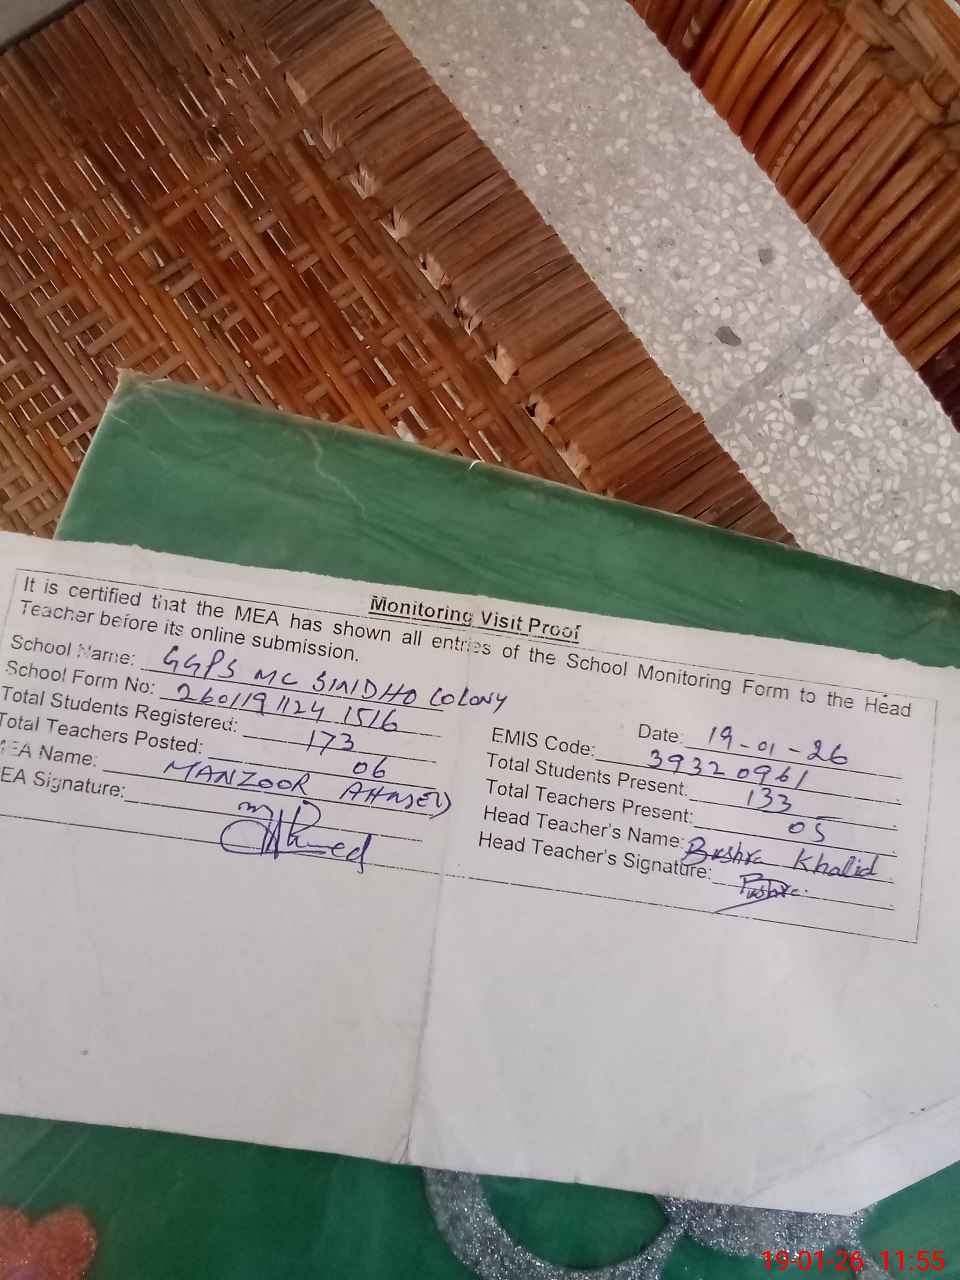 Monitoring Visit Proof
It is certified that the MEA has shown all entries of the School Monitoring Form to the Head
Teacher before its online submission.
School Name: GGPS MC SINDHO COLONY
Date: 19-01-26
School Form No: 260119 1124 1516
EMIS Code: 39320961
Total Students Registered: 173
Total Students Present: 133
Total Teachers Posted: 06
Total Teachers Present: 05
MEA Name: MANZOOR AHMED
Head Teacher's Name: Bushra Khalid
EA Signature: Ahmed
Head Teacher's Signature: Bushra
19-01-26 11:55